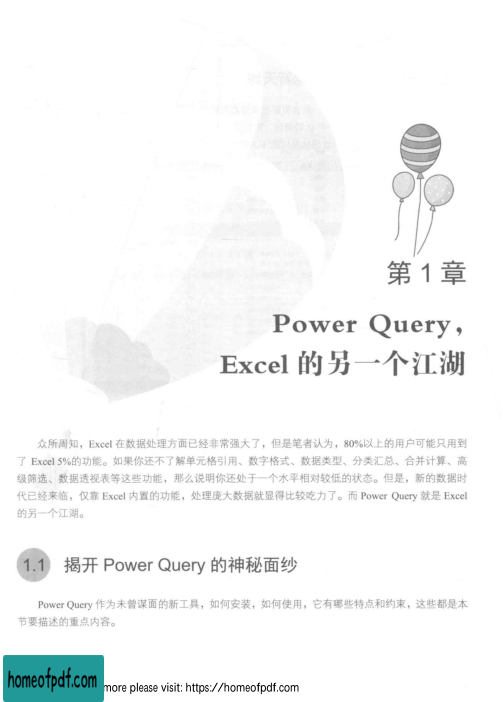 第 1 章
Power Query，
Excel 的另一个江湖
众所周知，Excel 在数据处理方面已经非常强大了，但是笔者认为，80%以上的用户可能只用到
了 Excel 5%的功能。如果你还不了解单元格引用、数字格式、数据类型、分类汇总、合并计算、高
级筛选、数据透视表等这些功能，那么说明你还处于一个水平相对较低的状态。但是，新的数据时
代已经来临，仅靠 Excel 内置的功能，处理庞大数据就显得比较吃力了。而 Power Query 就是 Excel
的另一个江湖。
1.1 揭开 Power Query 的神秘面纱
Power Query 作为未曾谋面的新工具，如何安装，如何使用，它有哪些特点和约束，这些都是本
节要描述的重点内容。
homeofpdf.com more please visit: https://homeofpdf.com